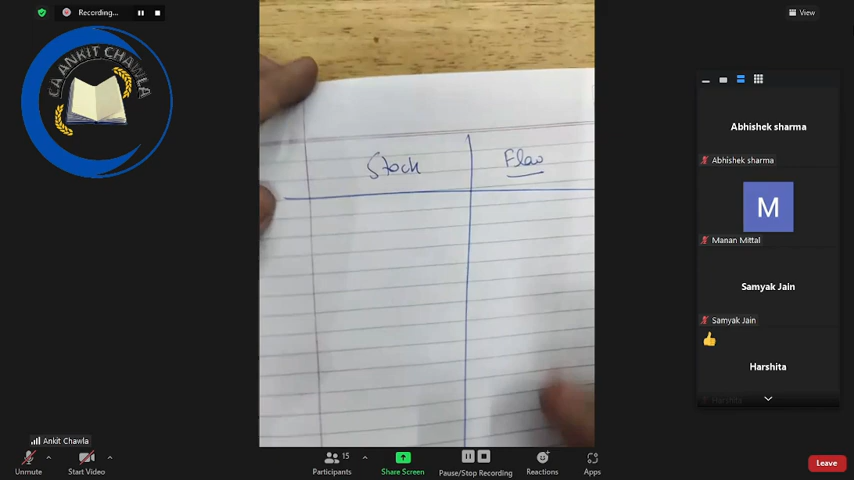 Recording...
View
CA ANKIT CHAWLA
Stock
Flow
Abhishek sharma
Abhishek sharma
M
Manan Mittal
Samyak Jain
Samyak Jain
Harshita
Harshita
Ankit Chawla
Unmute
Start Video
15
Participants
Share Screen
Pause/Stop Recording
Reactions
Apps
Leave